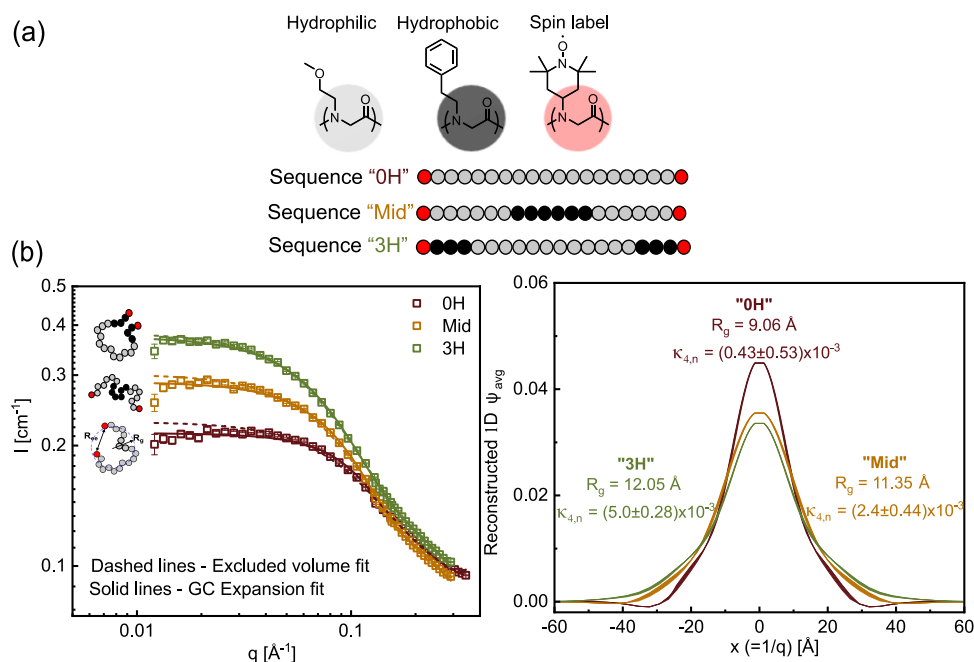 (a)
Hydrophilic Hydrophobic Spin label
O N O
N O
N O
O·
N
N O
Sequence "0H"
Sequence "Mid"
Sequence "3H"
(b)
0.5
0.4
0.3
0.2
0.1
I [cm⁻¹]
0H
Mid
3H
Ree
Rg
Dashed lines - Excluded volume fit
Solid lines - GC Expansion fit
0.01 0.1
q [Å⁻¹]
0.06
0.04
0.02
0.00
Reconstructed 1D ψavg
"0H"
Rg = 9.06 Å
κ4,n = (0.43±0.53)x10⁻³
"3H"
Rg = 12.05 Å
κ4,n = (5.0±0.28)x10⁻³
"Mid"
Rg = 11.35 Å
κ4,n = (2.4±0.44)x10⁻³
-60 -40 -20 0 20 40 60
x (=1/q) [Å]